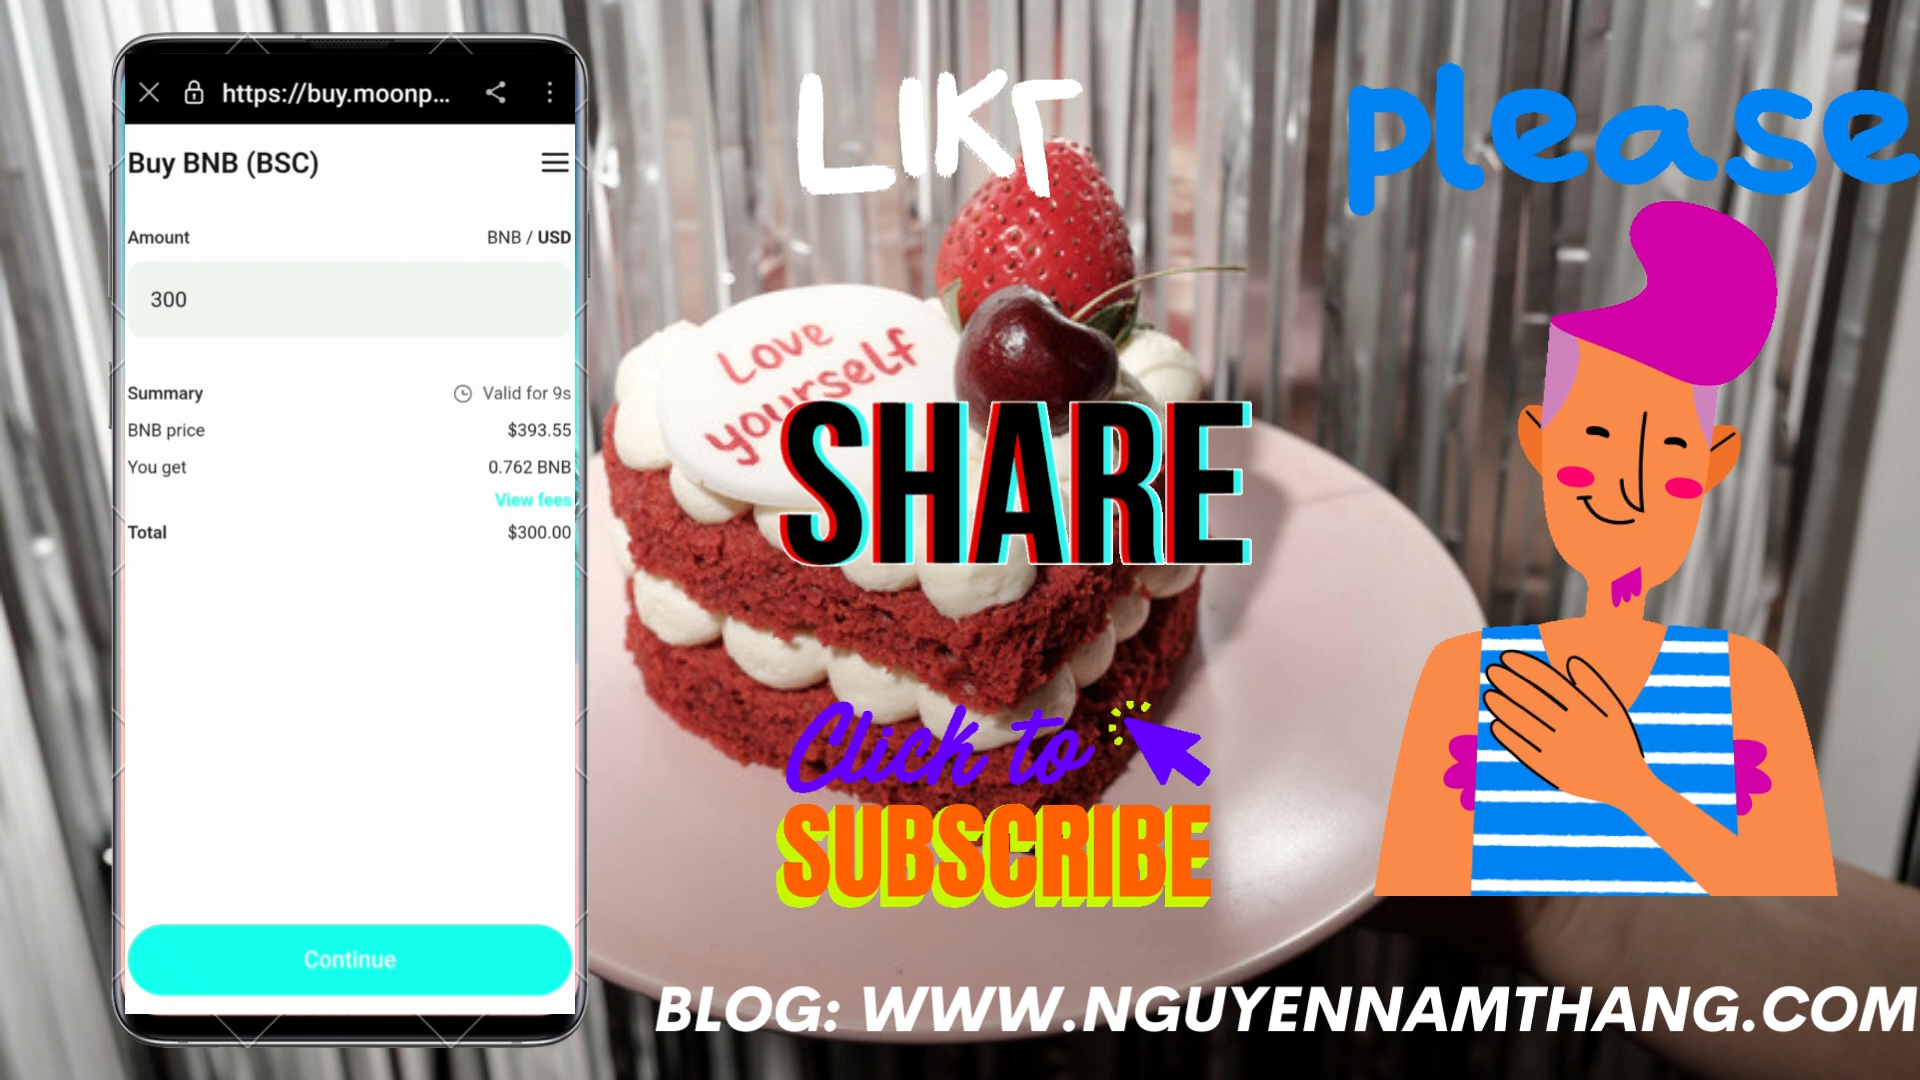 https://buy.moonp...
Buy BNB (BSC)
Amount BNB / USD
300
Summary Valid for 9s
BNB price $393.55
You get 0.762 BNB
View fees
Total $300.00
Continue
LIKE
please
Love
yourself
SHARE
Click to
SUBSCRIBE
BLOG: WWW.NGUYENNAMTHANG.COM